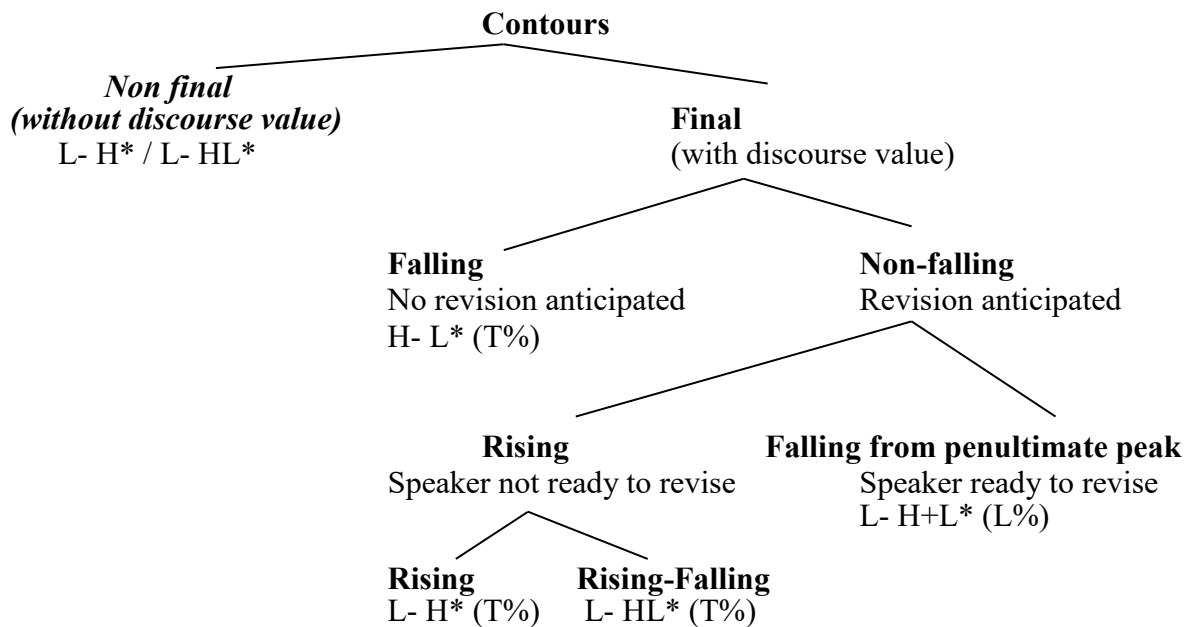 Contours
Non final
(without discourse value)
L- H* / L- HL*
Final
(with discourse value)
Falling
No revision anticipated
H- L* (T%)
Non-falling
Revision anticipated
Rising
Speaker not ready to revise
Falling from penultimate peak
Speaker ready to revise
L- H+L* (L%)
Rising
L- H* (T%)
Rising-Falling
L- HL* (T%)